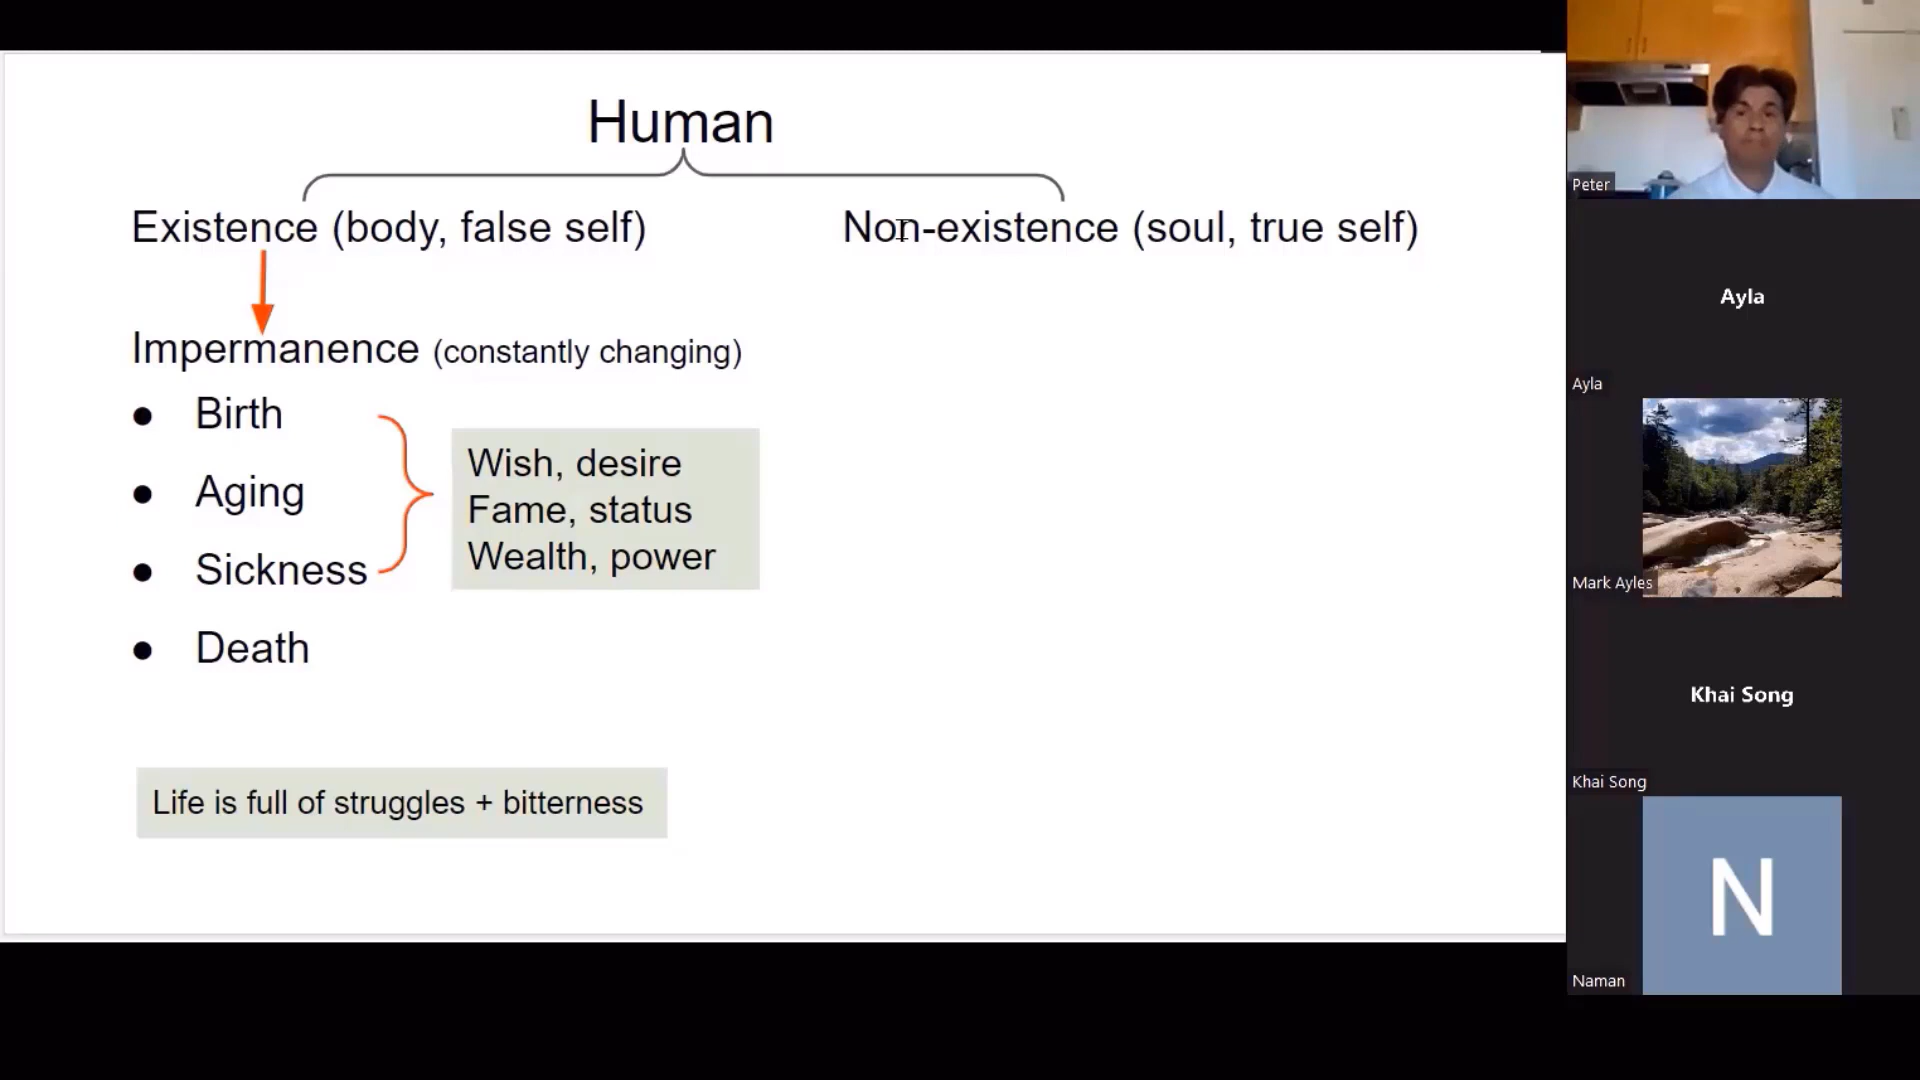 Human
Existence (body, false self)
Non-existence (soul, true self)
Impermanence (constantly changing)
● Birth
● Aging
● Sickness
● Death
Wish, desire
Fame, status
Wealth, power
Life is full of struggles + bitterness
Peter
Ayla
Ayla
Mark Ayles
Khai Song
Khai Song
N
Naman